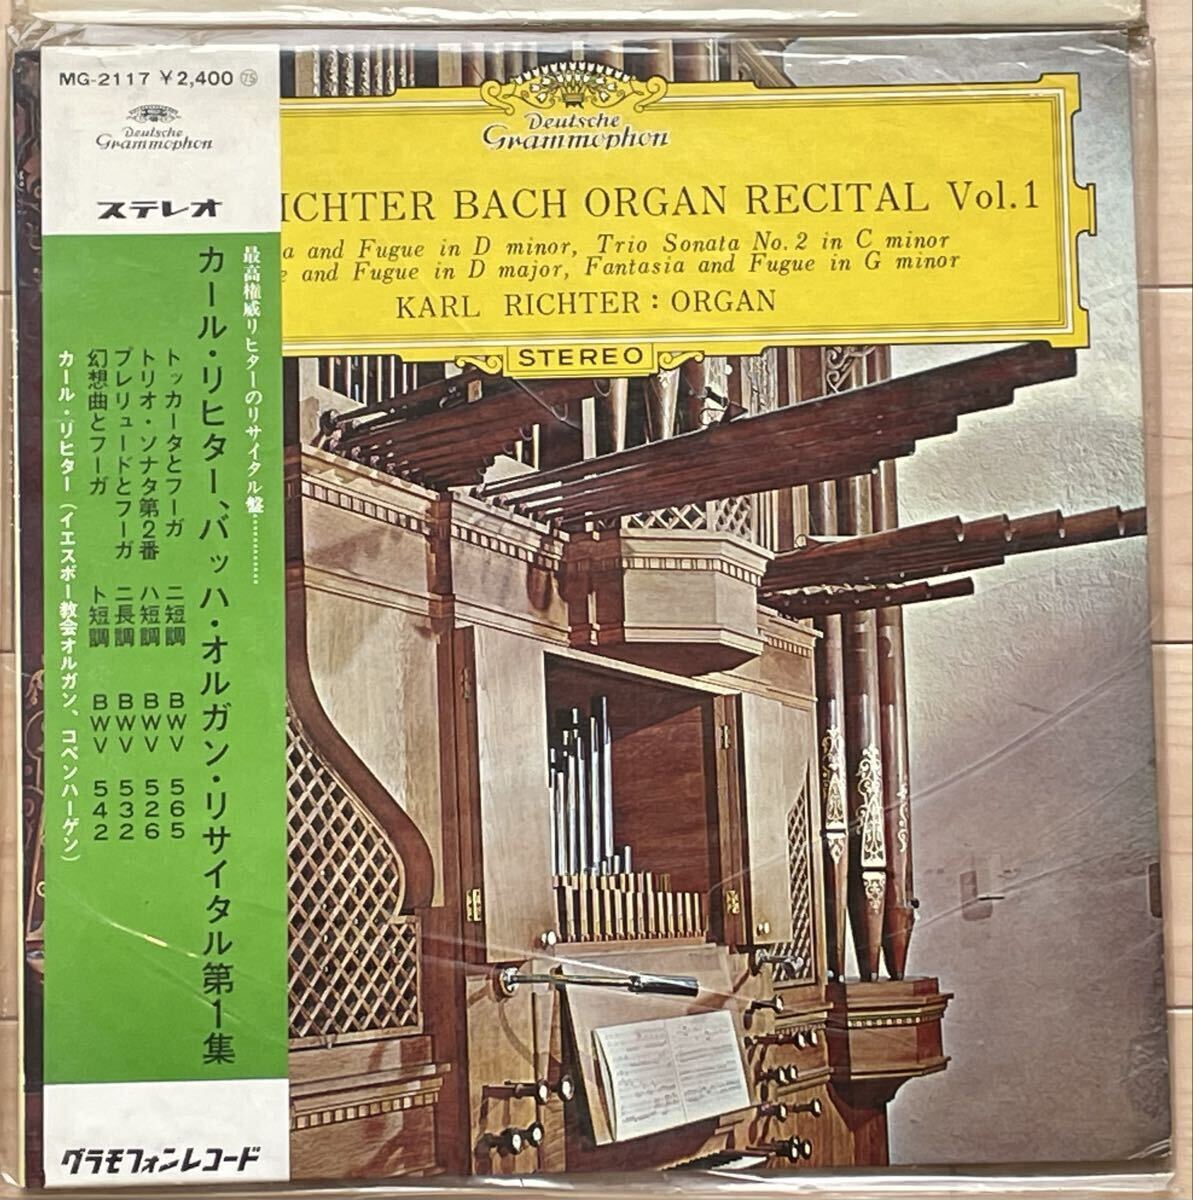 MG-2117 ￥2,400 ㊄
Deutsche
Grammophon
ステレオ
最高権威リヒターのリサイタル盤…………
カール・リヒター、バッハ・オルガン・リサイタル第1集
トッカータとフーガ ニ短調 BWV 565
トリオ・ソナタ第2番 ハ短調 BWV 526
プレリュードとフーガ ニ長調 BWV 532
幻想曲とフーガ ト短調 BWV 542
カール・リヒター(イエスボー教会オルガン、コペンハーゲン)
グラモフォンレコード
Deutsche
Grammophon
ICHTER BACH ORGAN RECITAL Vol.1
a and Fugue in D minor, Trio Sonata No. 2 in C minor
e and Fugue in D major, Fantasia and Fugue in G minor
KARL RICHTER : ORGAN
STEREO